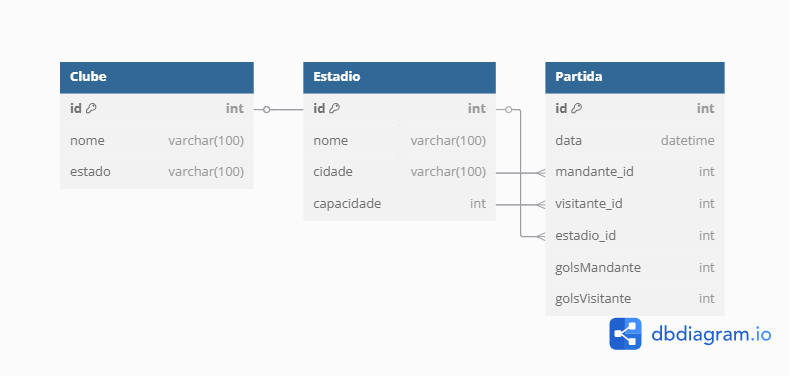 Clube
id int
nome varchar(100)
estado varchar(100)
Estadio
id int
nome varchar(100)
cidade varchar(100)
capacidade int
Partida
id int
data datetime
mandante_id int
visitante_id int
estadio_id int
golsMandante int
golsVisitante int
dbdiagram.io